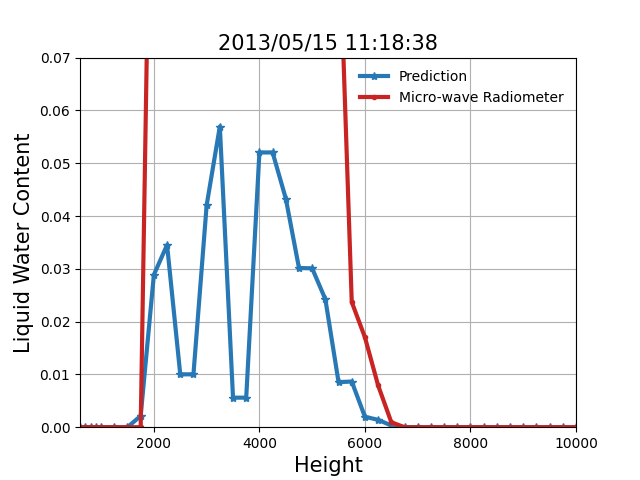 2013/05/15 11:18:38
0.07
0.06
0.05
0.04
0.03
0.02
0.01
0.00
Liquid Water Content
Prediction
Micro-wave Radiometer
2000 4000 6000 8000 10000
Height